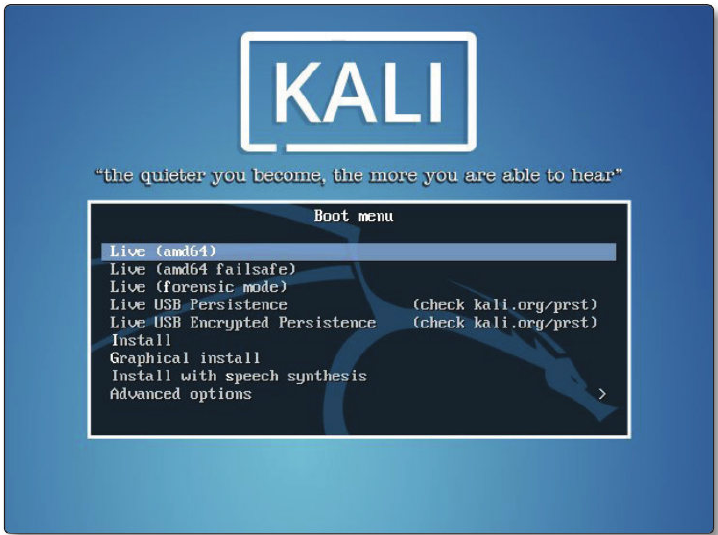 KALI
“the quieter you become, the more you are able to hear”
Boot menu
Live (amd64)
Live (amd64 failsafe)
Live (forensic mode)
Live USB Persistence (check kali.org/prst)
Live USB Encrypted Persistence (check kali.org/prst)
Install
Graphical install
Install with speech synthesis
Advanced options >